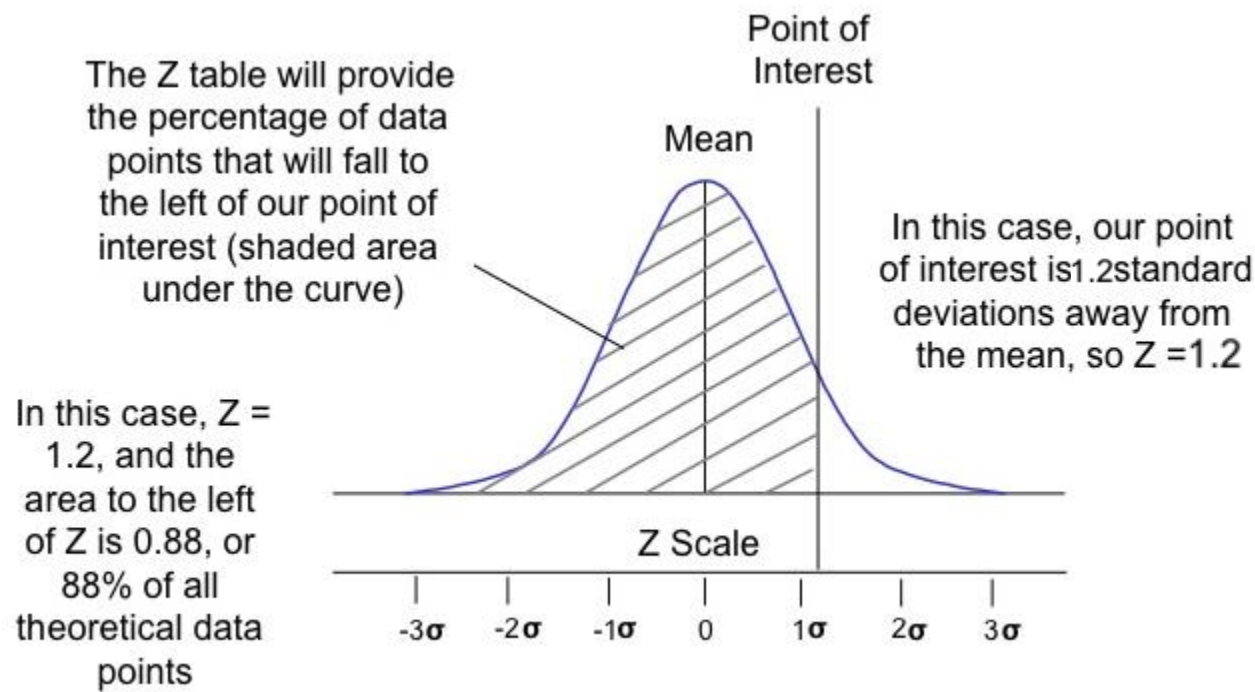 Point of
Interest
The Z table will provide
the percentage of data
points that will fall to
the left of our point of
interest (shaded area
under the curve)
Mean
In this case, our point
of interest is1.2standard
deviations away from
the mean, so Z =1.2
In this case, Z =
1.2, and the
area to the left
of Z is 0.88, or
88% of all
theoretical data
points
Z Scale
-3σ -2σ -1σ 0 1σ 2σ 3σ